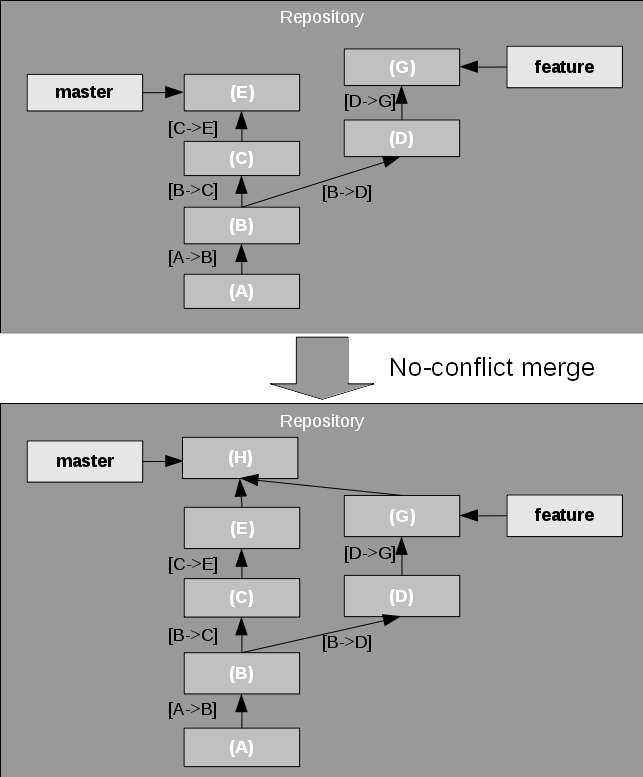 Repository
(G)
feature
master
(E)
[D->G]
[C->E]
(D)
(C)
[B->C]
[B->D]
(B)
[A->B]
(A)
No-conflict merge
Repository
master
(H)
(G)
feature
(E)
[D->G]
[C->E]
(C)
(D)
[B->C]
[B->D]
(B)
[A->B]
(A)